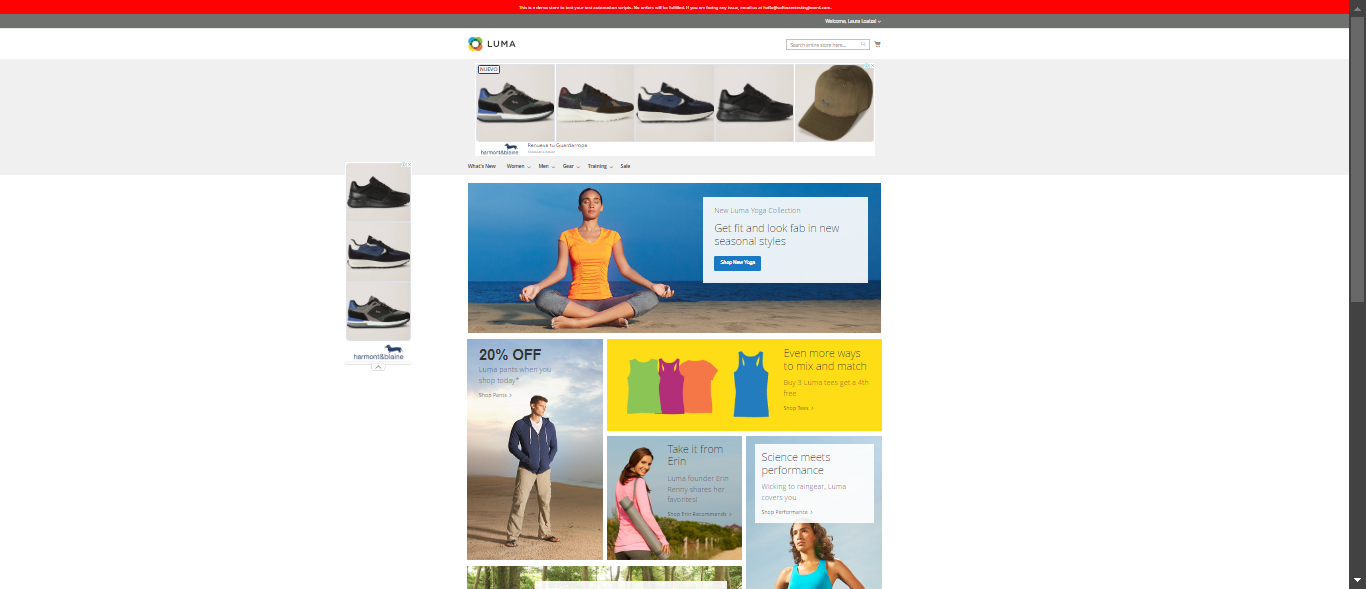 This is a demo store to test your test automation scripts. No orders will be fulfilled. If you are facing any issue, email us at hello@softwaretestingboard.com.
Welcome, Laura Loaiza!
LUMA
Search entire store here...
NUEVO
harmont&blaine
Renueva tu Guardarropa
What's New Women Men Gear Training Sale
harmont&blaine
New Luma Yoga Collection
Get fit and look fab in new
seasonal styles
Shop New Yoga
20% OFF
Luma pants when you
shop today*
Shop Pants
Even more ways
to mix and match
Buy 3 Luma tees get a 4th
free
Shop Tees
Take it from
Erin
Luma founder Erin
Renny shares her
favorites!
Shop Erin Recommends
Science meets
performance
Wicking to raingear, Luma
covers you
Shop Performance